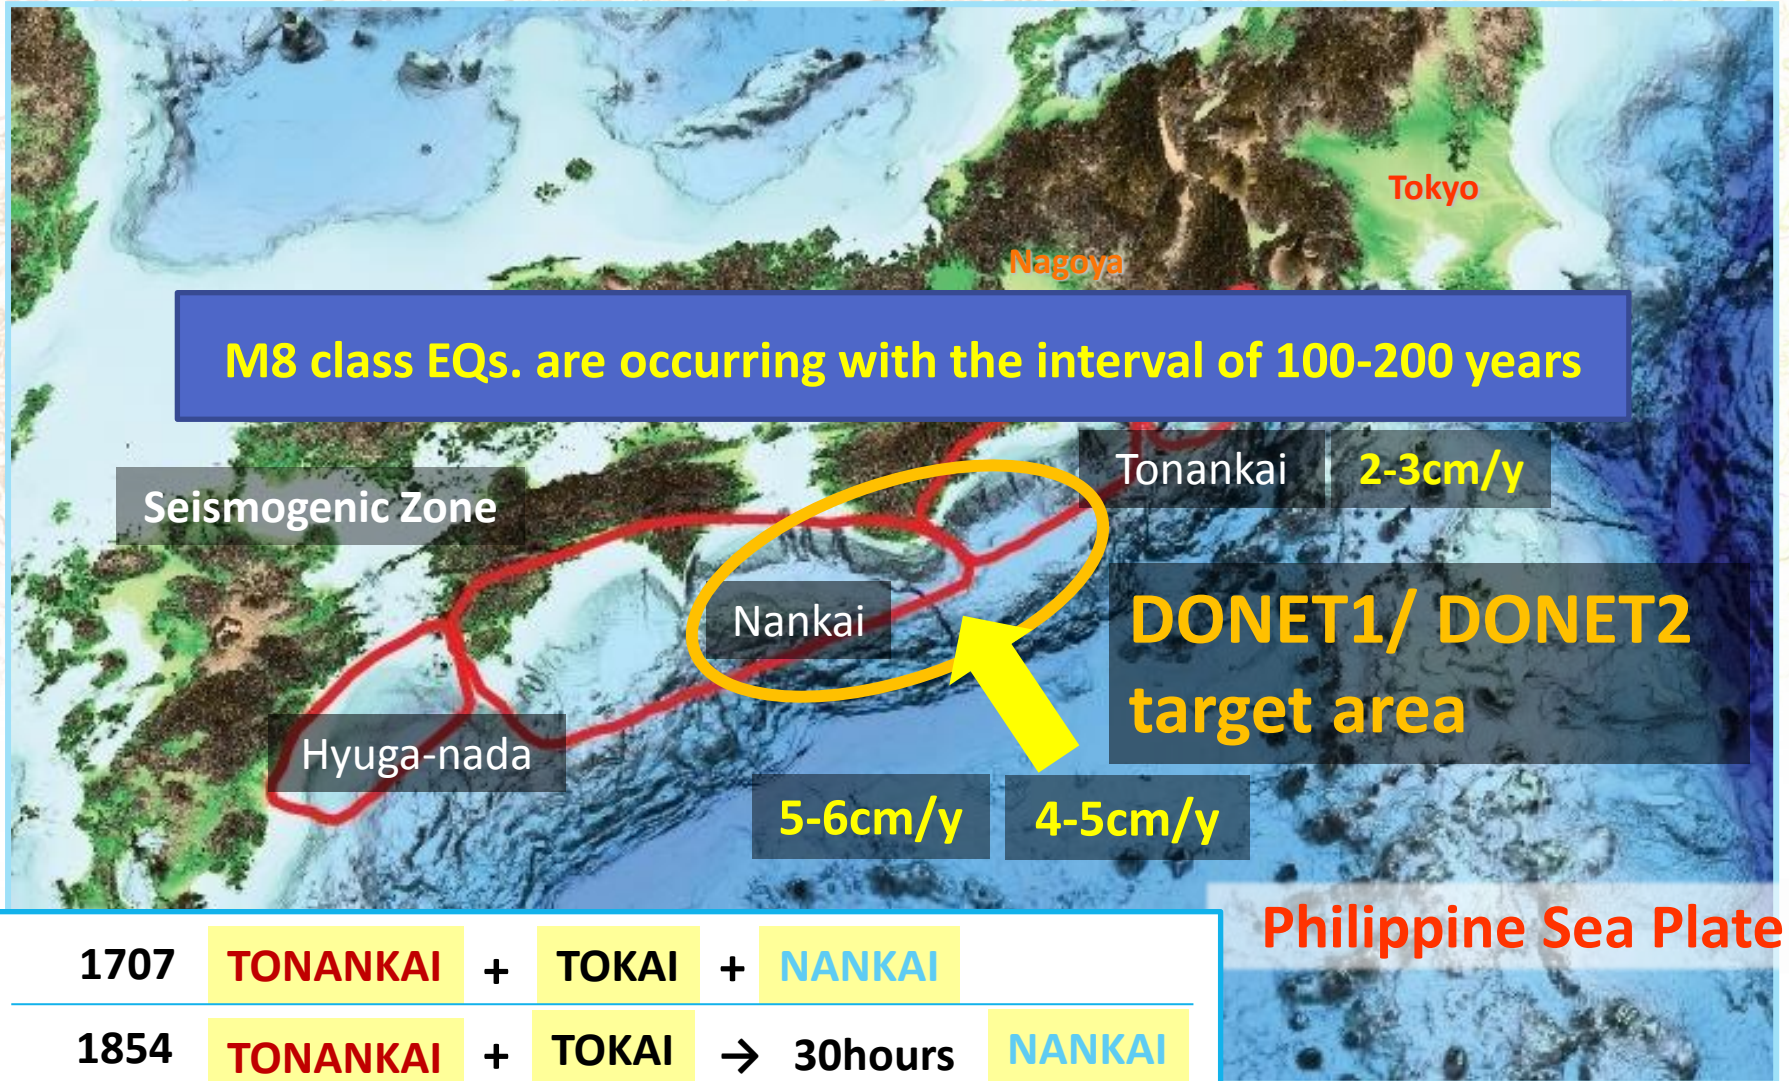 Tokyo
Nagoya
M8 class EQs. are occurring with the interval of 100-200 years
Tonankai 2-3cm/y
Seismogenic Zone
Nankai
DONET1/ DONET2
target area
Hyuga-nada
5-6cm/y 4-5cm/y
Philippine Sea Plate
1707 TONANKAI + TOKAI + NANKAI
1854 TONANKAI + TOKAI → 30hours NANKAI